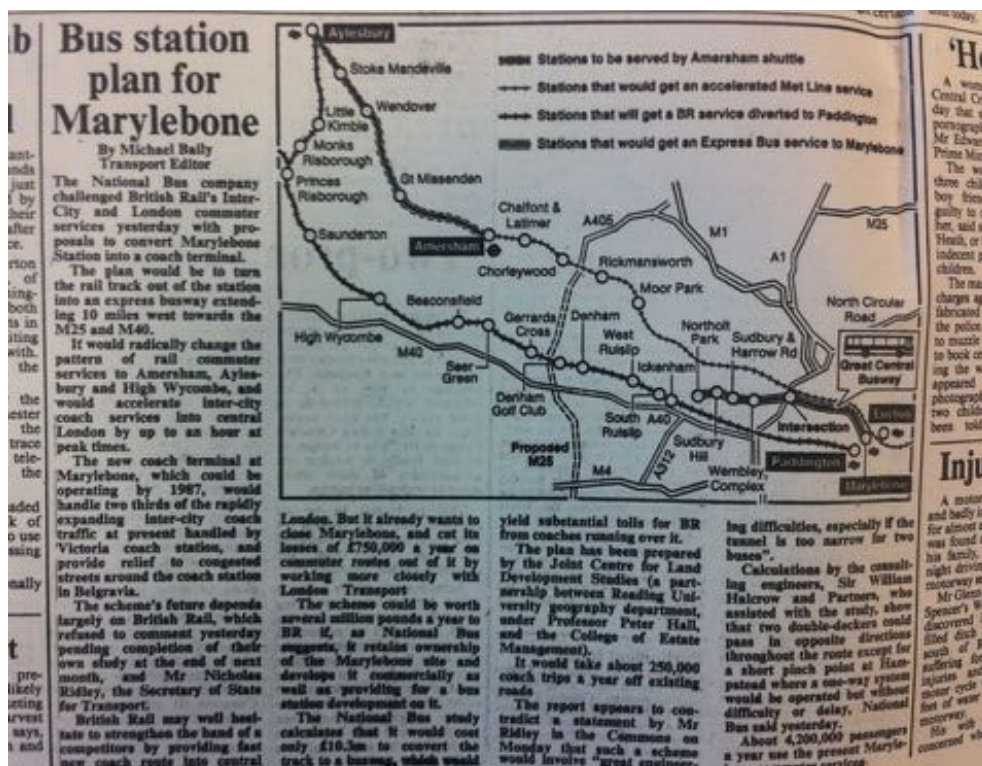 Bus station
plan for
Marylebone
By Michael Baily
Transport Editor
The National Bus company
challenged British Rail's Inter-
City and London commuter
services yesterday with pro-
posals to convert Marylebone
Station into a coach terminal.
The plan would be to turn
the rail track out of the station
into an express busway extend-
ing 10 miles west towards the
M25 and M40.
It would radically change the
pattern of rail commuter
services to Amersham, Ayles-
bury and High Wycombe, and
would accelerate inter-city
coach services into central
London by up to an hour at
peak times.
The new coach terminal at
Marylebone, which could be
operating by 1987, would
handle two thirds of the rapidly
expanding inter-city coach
traffic at present handled by
Victoria coach station, and
provide relief to congested
streets around the coach station
in Belgravia.
The scheme's future depends
largely on British Rail, which
refused to comment yesterday
pending completion of their
own study at the end of next
month, and Mr Nicholas
Ridley, the Secretary of State
for Transport.
British Rail may well hesi-
tate to strengthen the hand of a
competitors by providing fast
new coach route into central
Aylesbury
Stoke Mandeville
Wendover
Little
Kimble
Monks
Risborough
Princes
Risborough
Gt Missenden
Saunderton
Amersham
Chalfont &
Latimer
Chorleywood
Rickmansworth
Moor Park
High Wycombe
Beaconsfield
Seer
Green
Gerrards
Cross
Denham
Denham
Golf Club
West
Ruislip
South
Ruislip
Ickenham
Northolt
Park
Sudbury &
Harrow Rd
Sudbury
Hill
Wembley
Complex
Intersection
Paddington
Marylebone
Euston
Great Central
Busway
North Circular
Road
Proposed
M25
M40
M4
A312
A40
A405
M1
A1
M25
Stations to be served by Amersham shuttle
Stations that would get an accelerated Met Line service
Stations that will get a BR service diverted to Paddington
Stations that would get an Express Bus service to Marylebone
London. But it already wants to
close Marylebone, and cut its
losses of £750,000 a year on
commuter routes out of it by
working more closely with
London Transport
The scheme could be worth
several million pounds a year to
BR if, as National Bus
suggests, it retains ownership
of the Marylebone site and
develops it commercially as
well as providing for a bus
station development on it.
The National Bus study
calculates that it would cost
only £10.3m to convert the
track to a busway, which would
yield substantial tolls for BR
from coaches running over it.
The plan has been prepared
by the Joint Centre for Land
Development Studies (a part-
nership between Reading Uni-
versity geography department,
under Professor Peter Hall,
and the College of Estate
Management).
It would take about 250,000
coach trips a year off existing
roads
The report appears to con-
tradict a statement by Mr
Ridley in the Commons on
Monday that such a scheme
would involve "great engineer-
ing difficulties, especially if the
tunnel is too narrow for two
buses".
Calculations by the consult-
ing engineers, Sir William
Halcrow and Partners, who
assisted with the study, show
that two double-deckers could
pass in opposite directions
throughout the route except for
a short pinch point at Ham-
pstead where a one-way system
would be operated but without
difficulty or delay, National
Bus said yesterday.
About 4,200,000 passengers
a year use the present Maryle-